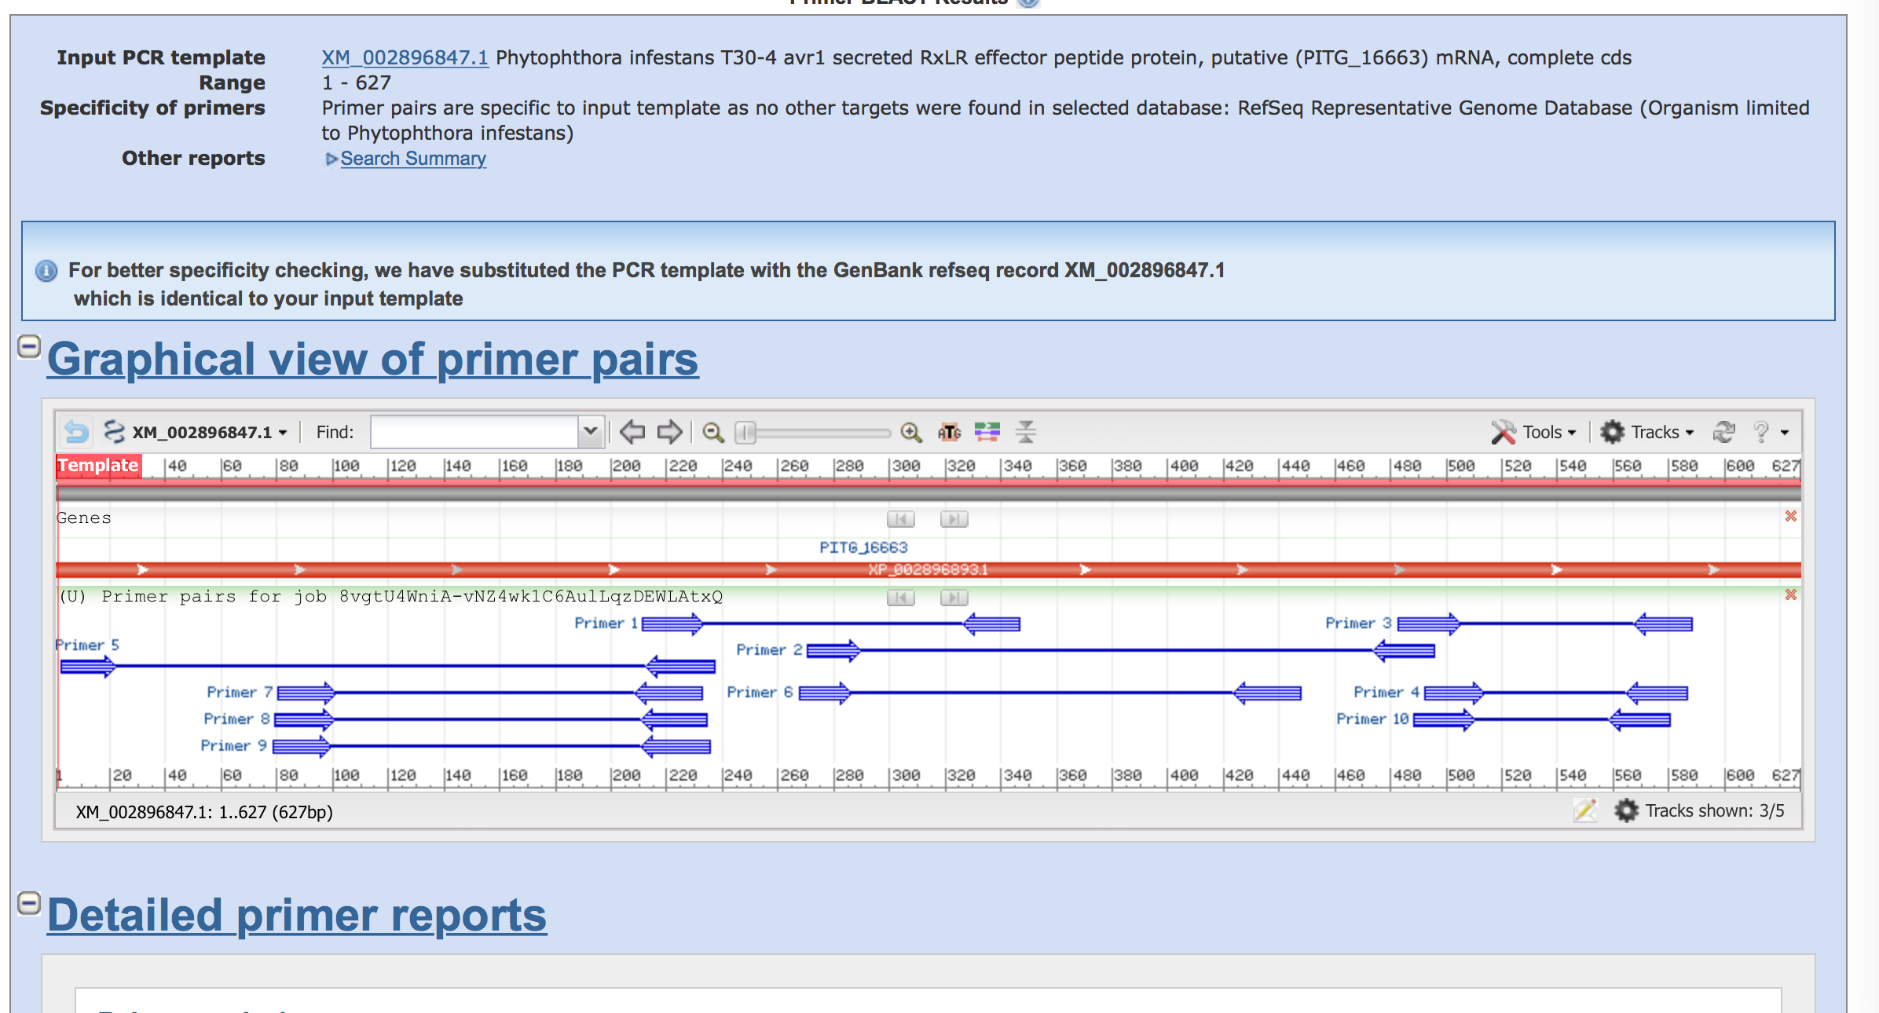 Primer-BLAST Results
Input PCR template XM_002896847.1 Phytophthora infestans T30-4 avr1 secreted RxLR effector peptide protein, putative (PITG_16663) mRNA, complete cds
Range 1 - 627
Specificity of primers Primer pairs are specific to input template as no other targets were found in selected database: RefSeq Representative Genome Database (Organism limited
to Phytophthora infestans)
Other reports Search Summary
For better specificity checking, we have substituted the PCR template with the GenBank refseq record XM_002896847.1
which is identical to your input template
Graphical view of primer pairs
XM_002896847.1 Find: ATG Tools Tracks ?
Template 40 60 80 100 120 140 160 180 200 220 240 260 280 300 320 340 360 380 400 420 440 460 480 500 520 540 560 580 600 627
Genes
PITG_16663
XP_002896893.1
(U) Primer pairs for job 8vgtU4WniA-vNZ4wk1C6AulLqzDEWLAtxQ
Primer 1 Primer 3
Primer 5 Primer 2
Primer 7 Primer 6 Primer 4
Primer 8 Primer 10
Primer 9
1 20 40 60 80 100 120 140 160 180 200 220 240 260 280 300 320 340 360 380 400 420 440 460 480 500 520 540 560 580 600 627
XM_002896847.1: 1..627 (627bp) Tracks shown: 3/5
Detailed primer reports